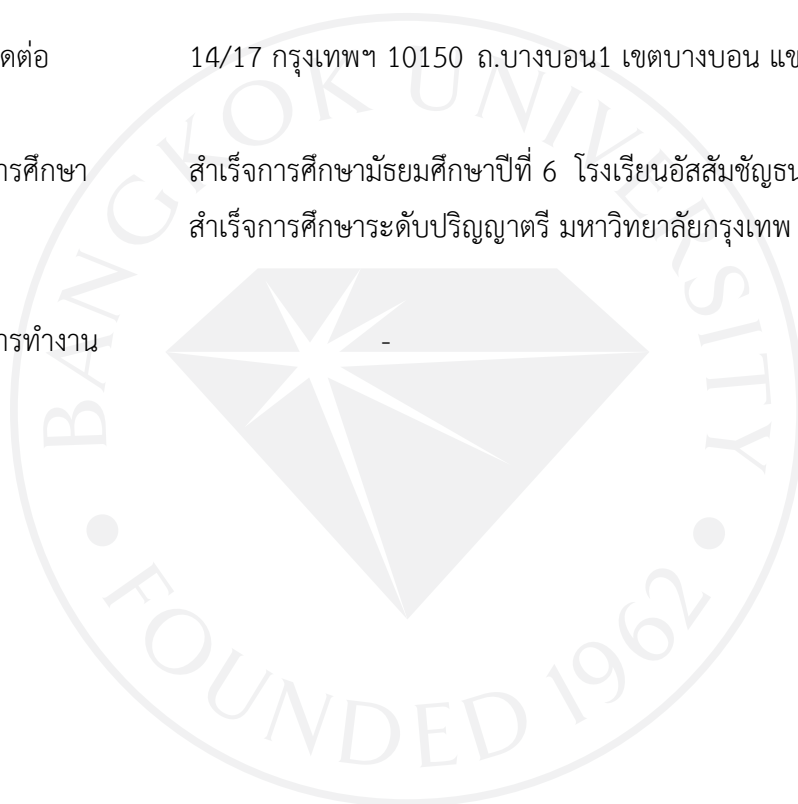 ดต่อ 14/17 กรุงเทพฯ 10150 ถ.บางบอน1 เขตบางบอน แข
ารศึกษา สำเร็จการศึกษามัธยมศึกษาปีที่ 6 โรงเรียนอัสสัมชัญธน
สำเร็จการศึกษาระดับปริญญาตรี มหาวิทยาลัยกรุงเทพ
ารทำงาน -
BANGKOK UNIVERSITY
• FOUNDED 1962 •